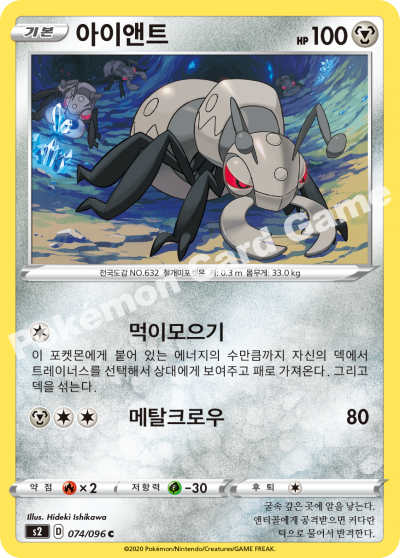 기본 아이앤트 HP 100
전국도감 NO.632 철개미포켓몬 키: 0.3 m 몸무게: 33.0 kg
Pokémon Card Game
먹이모으기
이 포켓몬에게 붙어 있는 에너지의 수만큼까지 자신의 덱에서
트레이너스를 선택해서 상대에게 보여주고 패로 가져온다. 그리고
덱을 섞는다.
메탈크로우 80
약점 ×2 저항력 -30 후퇴
Illus. Hideki Ishikawa
s2 D 074/096 C
굴속 깊은 곳에 알을 낳는다.
앤티골에게 공격받으면 커다란
턱으로 물어서 반격한다.
©2020 Pokémon/Nintendo/Creatures/GAME FREAK.